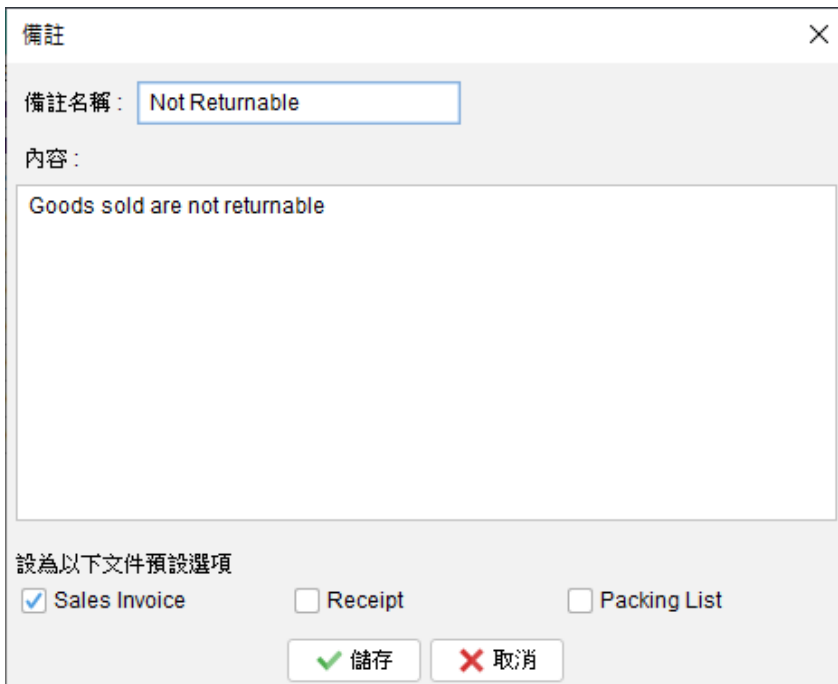 備註
備註名稱 : Not Returnable
內容 :
Goods sold are not returnable
設為以下文件預設選項
Sales Invoice Receipt Packing List
儲存 取消